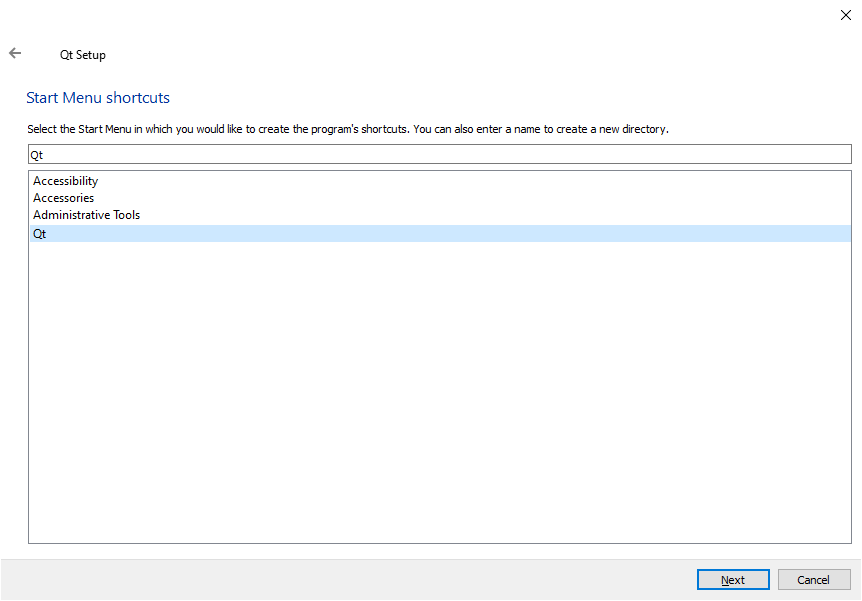 Qt Setup
Start Menu shortcuts
Select the Start Menu in which you would like to create the program's shortcuts. You can also enter a name to create a new directory.
Qt
Accessibility
Accessories
Administrative Tools
Qt
Next
Cancel